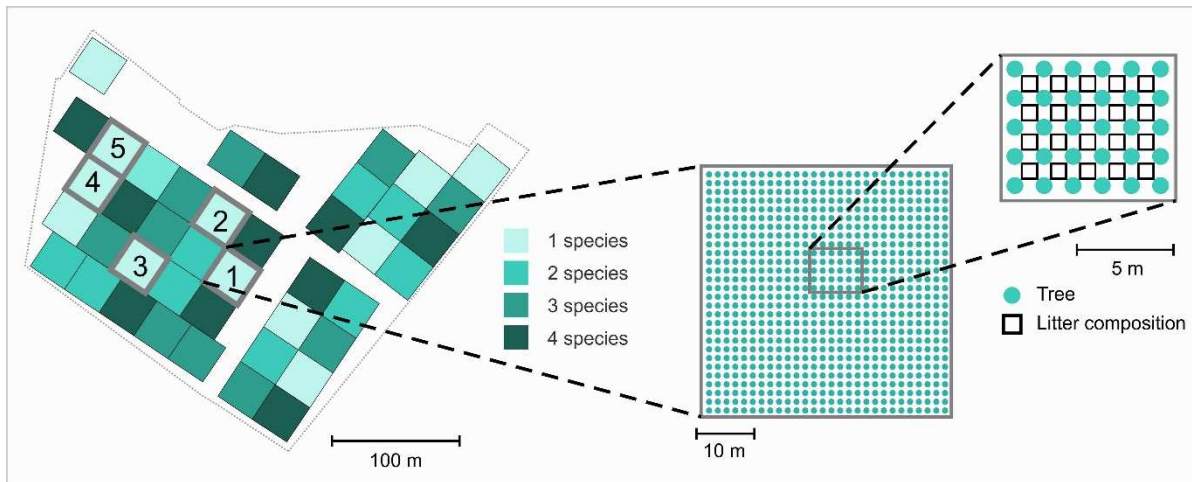 5
4
2
3
1
100 m
1 species
2 species
3 species
4 species
10 m
5 m
Tree
Litter composition